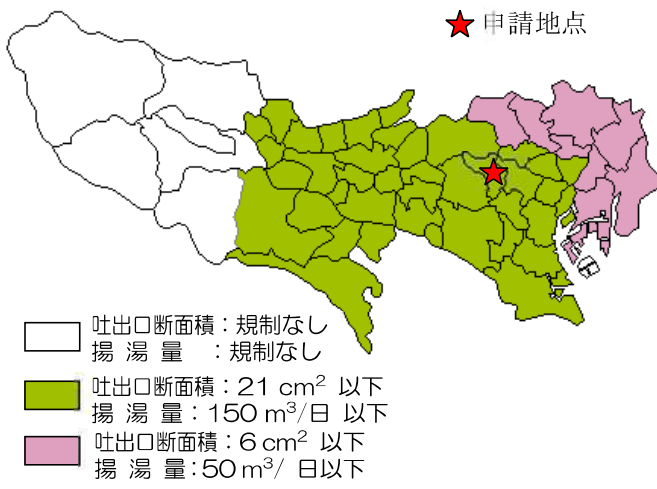 申請地点
吐出口断面積：規制なし
揚 湯 量 ：規制なし
吐出口断面積：21 cm² 以下
揚 湯 量：150 m³/日 以下
吐出口断面積：6 cm² 以下
揚 湯 量：50 m³/ 日以下